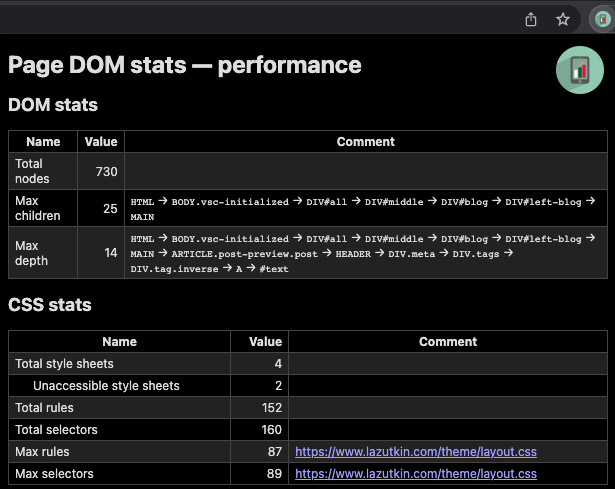 Page DOM stats — performance
DOM stats
Name Value Comment
Total
nodes 730
Max
children 25 HTML → BODY.vsc-initialized → DIV#all → DIV#middle → DIV#blog → DIV#left-blog →
MAIN
Max
depth 14 HTML → BODY.vsc-initialized → DIV#all → DIV#middle → DIV#blog → DIV#left-blog →
MAIN → ARTICLE.post-preview.post → HEADER → DIV.meta → DIV.tags →
DIV.tag.inverse → A → #text
CSS stats
Name Value Comment
Total style sheets 4
Unaccessible style sheets 2
Total rules 152
Total selectors 160
Max rules 87 https://www.lazutkin.com/theme/layout.css
Max selectors 89 https://www.lazutkin.com/theme/layout.css